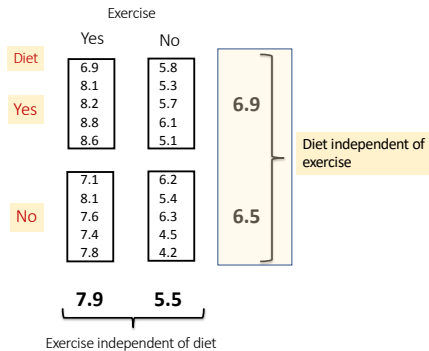 Exercise
Yes No
Diet
Yes
6.9 5.8
8.1 5.3
8.2 5.7
8.8 6.1
8.6 5.1
6.9
Diet independent of
exercise
No
7.1 6.2
8.1 5.4
7.6 6.3
7.4 4.5
7.8 4.2
6.5
7.9 5.5
Exercise independent of diet